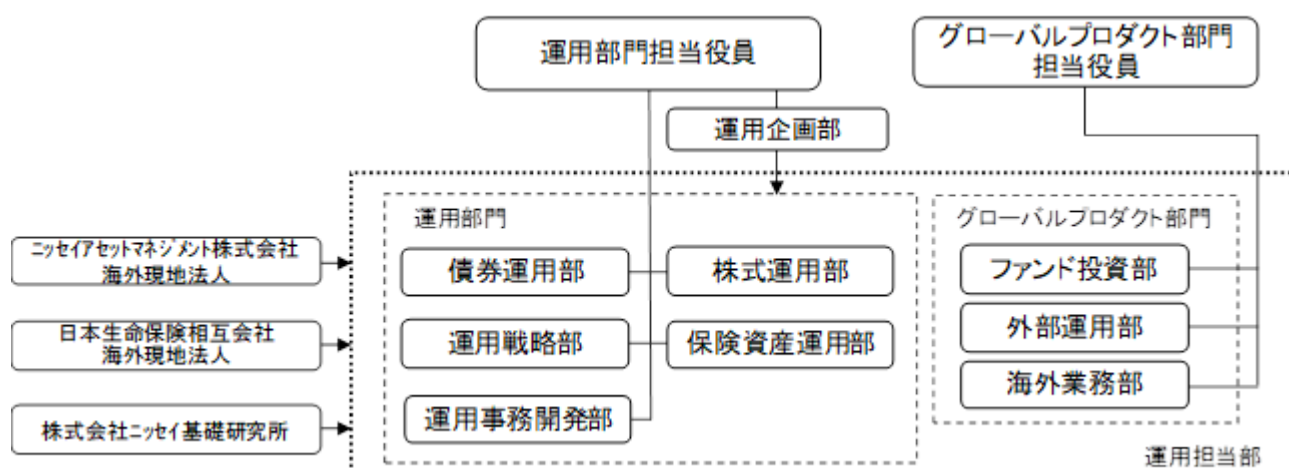 運用部門担当役員
グローバルプロダクト部門
担当役員
運用企画部
運用部門
グローバルプロダクト部門
ニッセイアセットマネジメント株式会社
海外現地法人
債券運用部
株式運用部
ファンド投資部
日本生命保険相互会社
海外現地法人
運用戦略部
保険資産運用部
外部運用部
海外業務部
株式会社ニッセイ基礎研究所
運用事務開発部
運用担当部